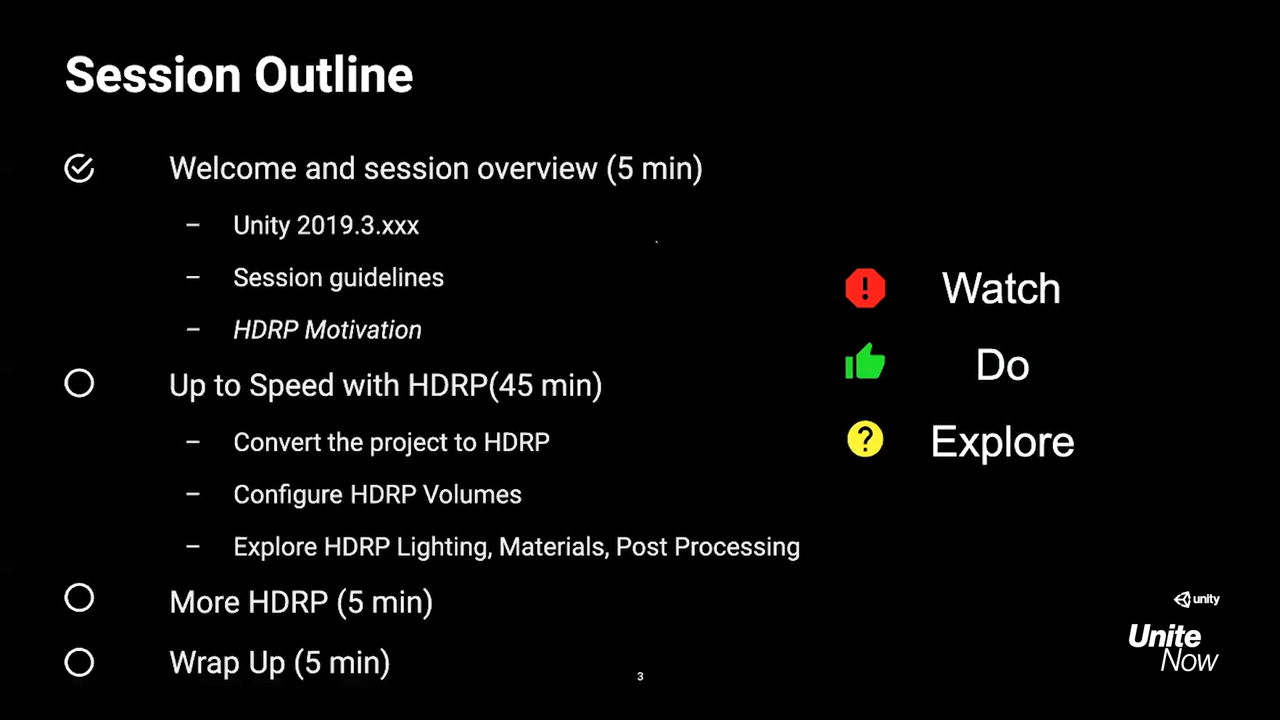 Session Outline
Welcome and session overview (5 min)
– Unity 2019.3.xxx
– Session guidelines
– HDRP Motivation
Up to Speed with HDRP(45 min)
– Convert the project to HDRP
– Configure HDRP Volumes
– Explore HDRP Lighting, Materials, Post Processing
More HDRP (5 min)
Wrap Up (5 min)
Watch
Do
Explore
unity
Unite
Now
3